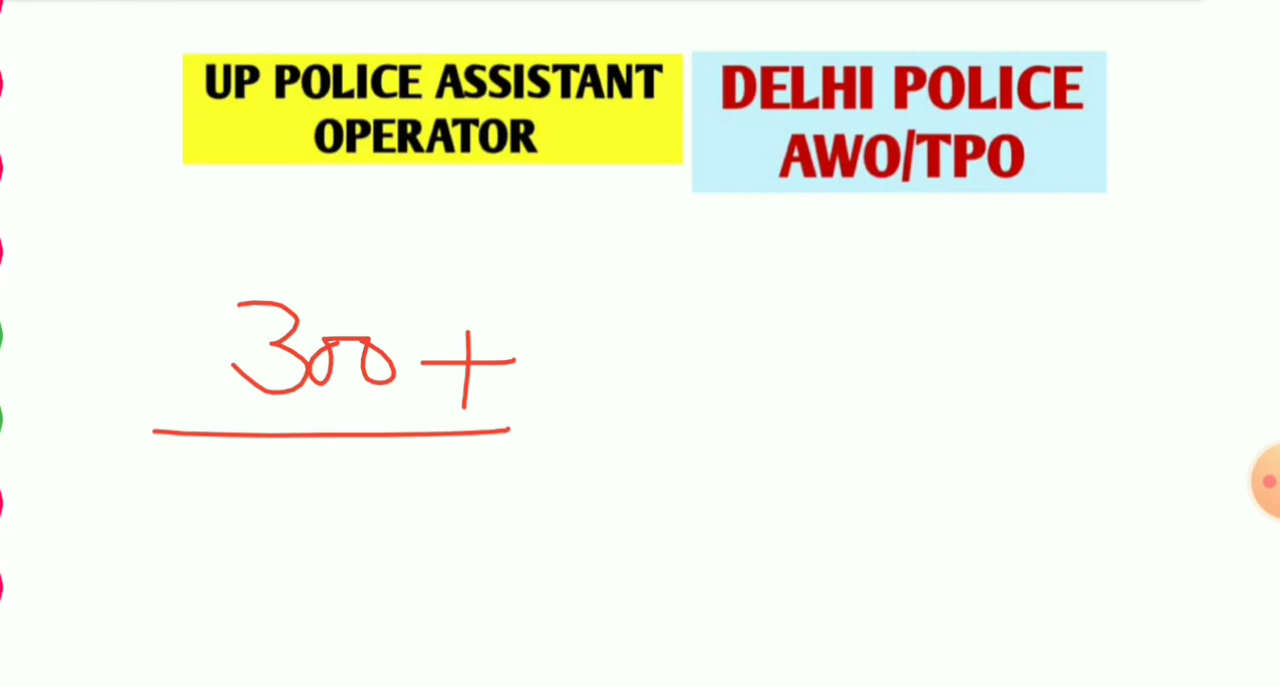 UP POLICE ASSISTANT
OPERATOR
DELHI POLICE
AWO/TPO
300+